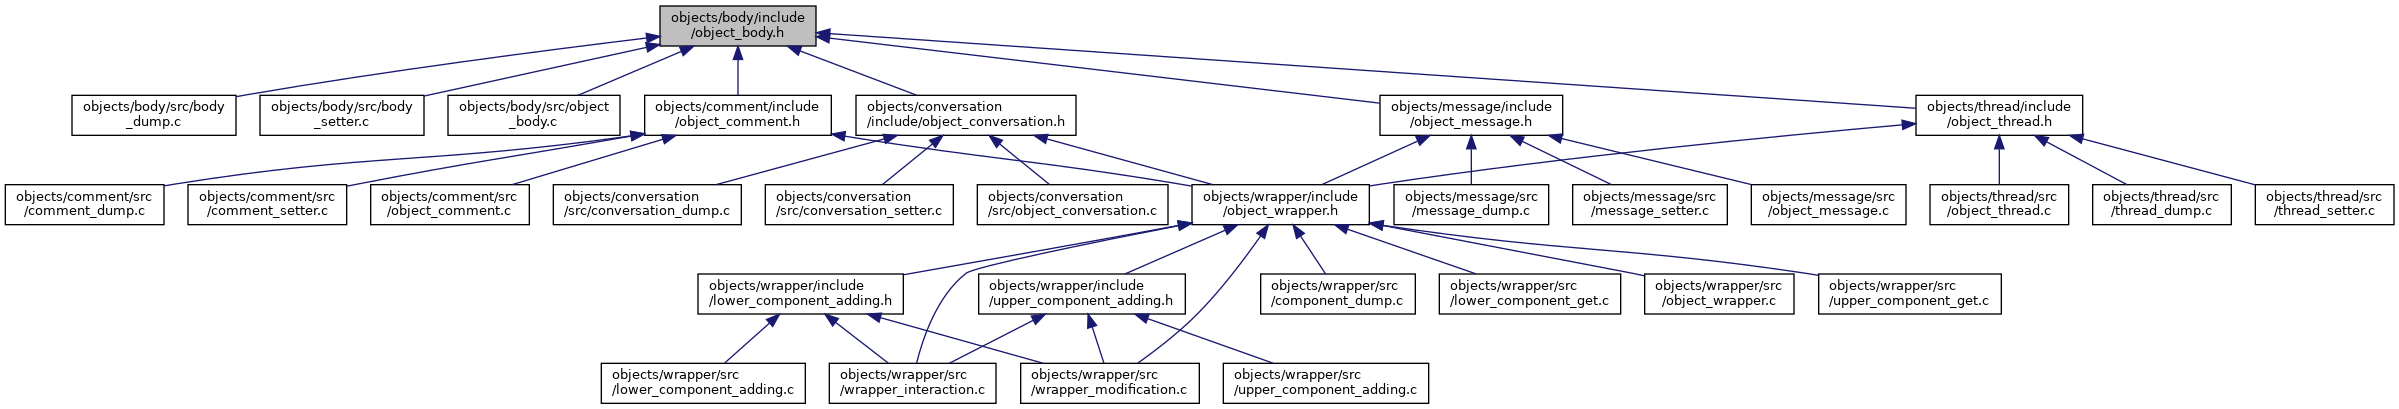 objects/body/include
/object_body.h
objects/body/src/body
_dump.c
objects/body/src/body
_setter.c
objects/body/src/object
_body.c
objects/comment/include
/object_comment.h
objects/conversation
/include/object_conversation.h
objects/message/include
/object_message.h
objects/thread/include
/object_thread.h
objects/comment/src
/comment_dump.c
objects/comment/src
/comment_setter.c
objects/comment/src
/object_comment.c
objects/conversation
/src/conversation_dump.c
objects/conversation
/src/conversation_setter.c
objects/conversation
/src/object_conversation.c
objects/wrapper/include
/object_wrapper.h
objects/message/src
/message_dump.c
objects/message/src
/message_setter.c
objects/message/src
/object_message.c
objects/thread/src
/object_thread.c
objects/thread/src
/thread_dump.c
objects/thread/src
/thread_setter.c
objects/wrapper/include
/lower_component_adding.h
objects/wrapper/include
/upper_component_adding.h
objects/wrapper/src
/component_dump.c
objects/wrapper/src
/lower_component_get.c
objects/wrapper/src
/object_wrapper.c
objects/wrapper/src
/upper_component_get.c
objects/wrapper/src
/lower_component_adding.c
objects/wrapper/src
/wrapper_interaction.c
objects/wrapper/src
/wrapper_modification.c
objects/wrapper/src
/upper_component_adding.c